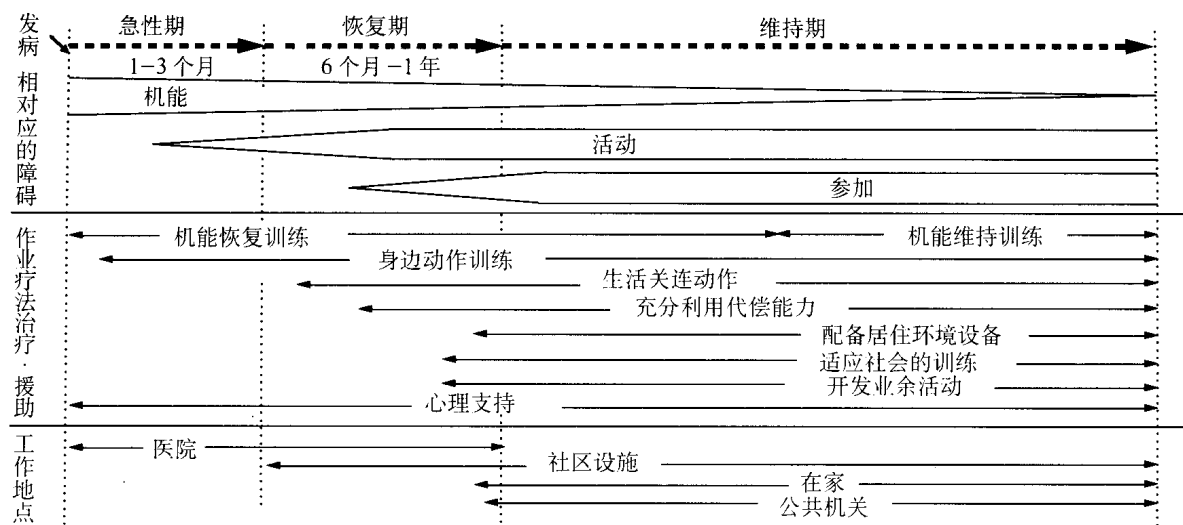 发病
急性期
恢复期
维持期
1-3个月
6个月-1年
相对应的障碍
机能
活动
参加
作业疗法治疗·援助
机能恢复训练
机能维持训练
身边动作训练
生活关连动作
充分利用代偿能力
配备居住环境设备
适应社会的训练
开发业余活动
心理支持
工作地点
医院
社区设施
在家
公共机关